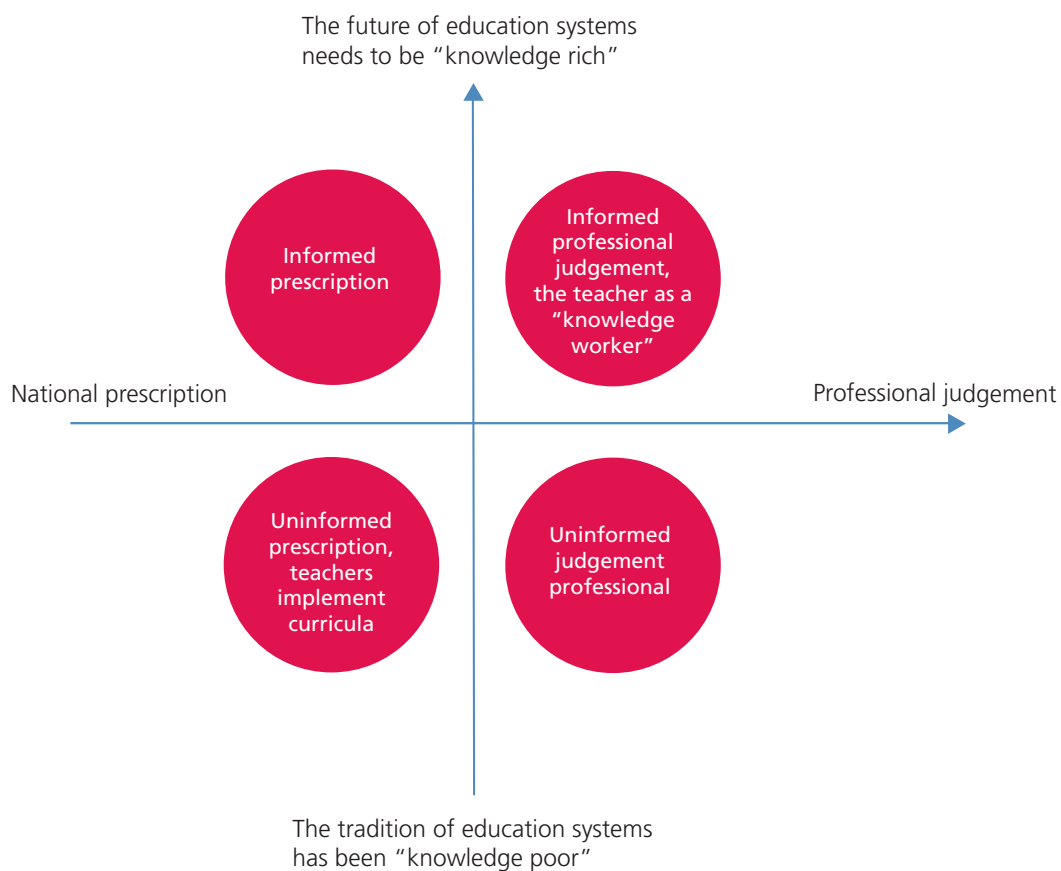 The future of education systems
needs to be “knowledge rich”
Informed
prescription
Informed
professional
judgement,
the teacher as a
“knowledge
worker”
National prescription
Professional judgement
Uninformed
prescription,
teachers
implement
curricula
Uninformed
judgement
professional
The tradition of education systems
has been “knowledge poor”